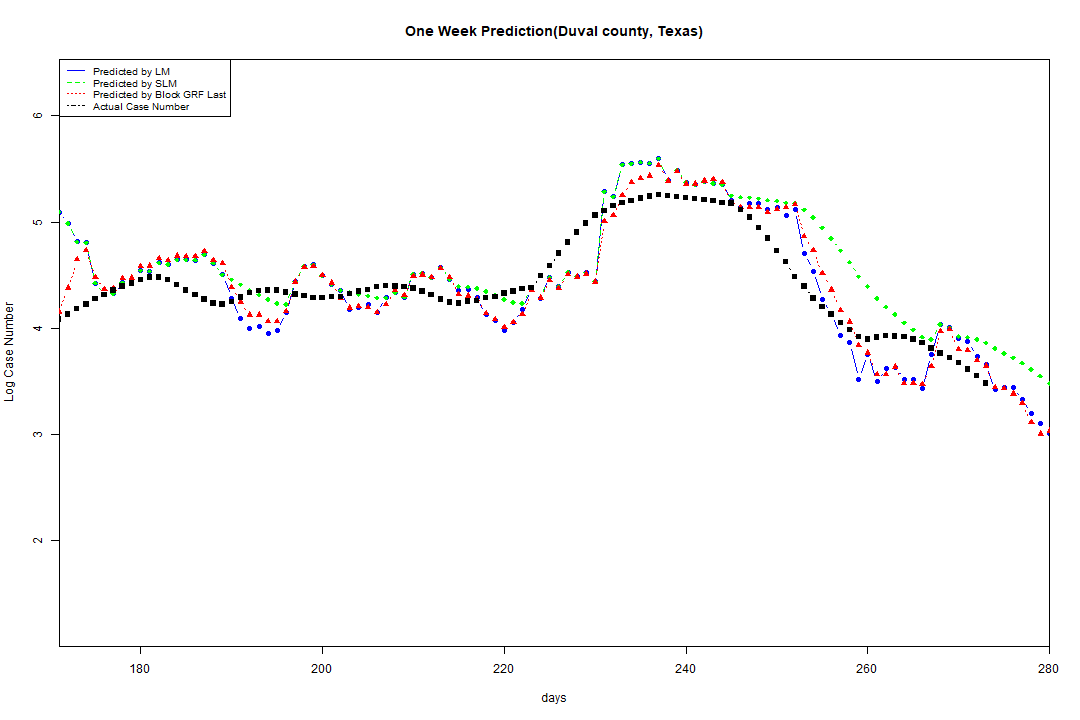 One Week Prediction(Duval county, Texas)
Predicted by LM
Predicted by SLM
Predicted by Block GRF Last
Actual Case Number
6
5
4
3
2
Log Case Number
180 200 220 240 260 280
days